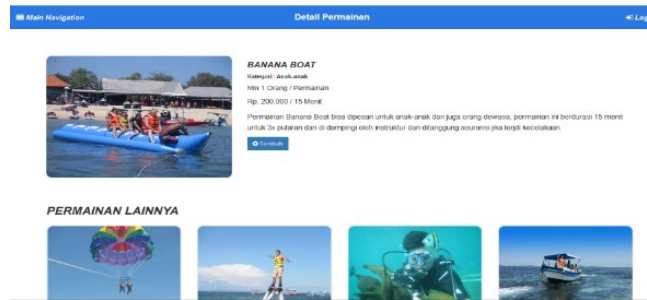 Main Navigation
Detail Permainan
BANANA BOAT
Kategori : Anak-anak
Min 1 Orang / Permainan
Rp. 200,000 / 15 Menit
Permainan Banana Boat bisa dipesan untuk anak-anak dan juga orang dewasa, permainan ini berdurasi 15 menit
untuk 3x putaran dan di dampingi oleh instruktur dan ditanggung asuransi jika terjdi kecelakaan.
Tambah
PERMAINAN LAINNYA